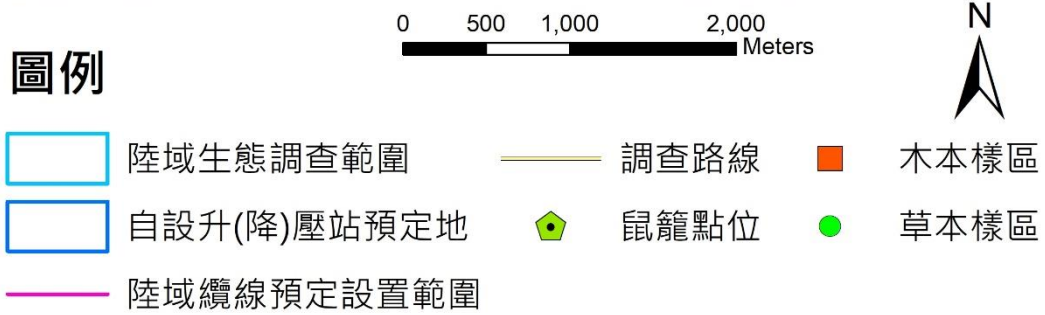 0 500 1,000 2,000
Meters
N
圖例
陸域生態調查範圍 調查路線 木本樣區
自設升(降)壓站預定地 鼠籠點位 草本樣區
陸域纜線預定設置範圍